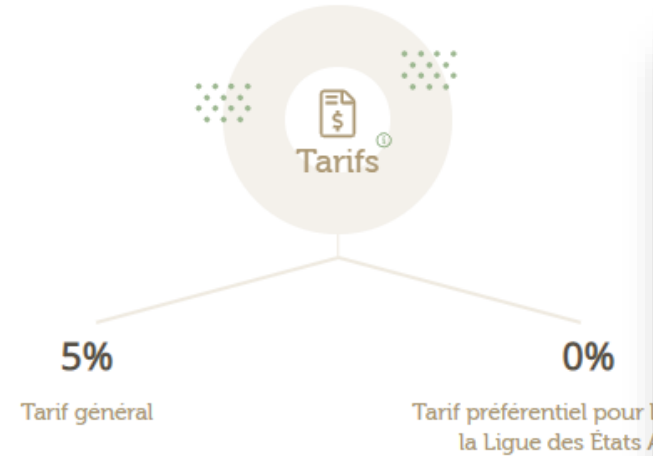 $
Tarifs
5%
0%
Tarif général
Tarif préférentiel pour
la Ligue des États